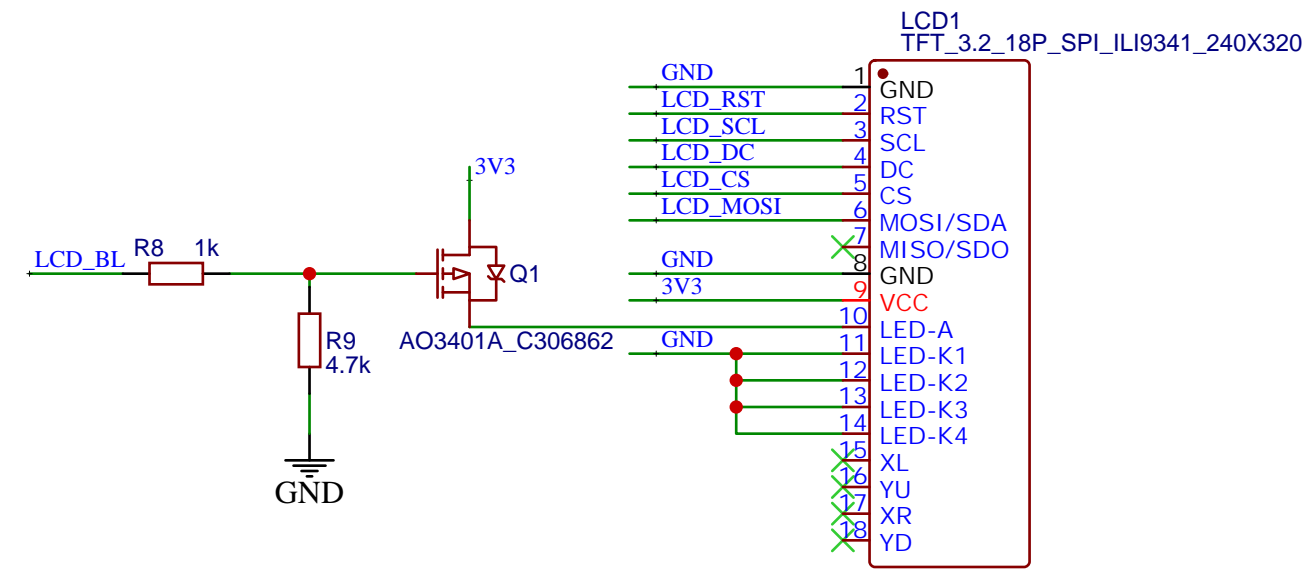 LCD1
TFT_3.2_18P_SPI_ILI9341_240X320
GND 1 GND
LCD_RST 2 RST
LCD_SCL 3 SCL
LCD_DC 4 DC
LCD_CS 5 CS
LCD_MOSI 6 MOSI/SDA
7 MISO/SDO
GND 8 GND
3V3 9 VCC
10 LED-A
GND 11 LED-K1
12 LED-K2
13 LED-K3
14 LED-K4
15 XL
16 YU
17 XR
18 YD
3V3
LCD_BL R8 1k
Q1
AO3401A_C306862
R9
4.7k
GND